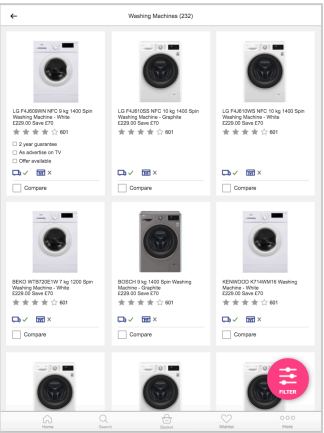 Washing Machines (232)
LG F4J609WN NFC 9 kg 1400 Spin
Washing Machine - White
£229.00 Save £70
601
2 year guarantee
As advertise on TV
Offer available
X
Compare
LG F4J610SS NFC 10 kg 1400 Spin
Washing Machine - Graphite
£229.00 Save £70
601
X
Compare
LG F4J610WS NFC 10 kg 1400 Spin
Washing Machine - White
£229.00 Save £70
601
X
Compare
BEKO WTB720E1W 7 kg 1200 Spin
Washing Machine - White
£229.00 Save £70
601
X
Compare
BOSCH 9 kg 1400 Spin Washing
Machine - Graphite
£229.00 Save £70
601
X
Compare
KENWOOD K714WM16 Washing
Machine - White
£229.00 Save £70
601
X
Compare
FILTER
Home
Search
Basket
Wishlist
More